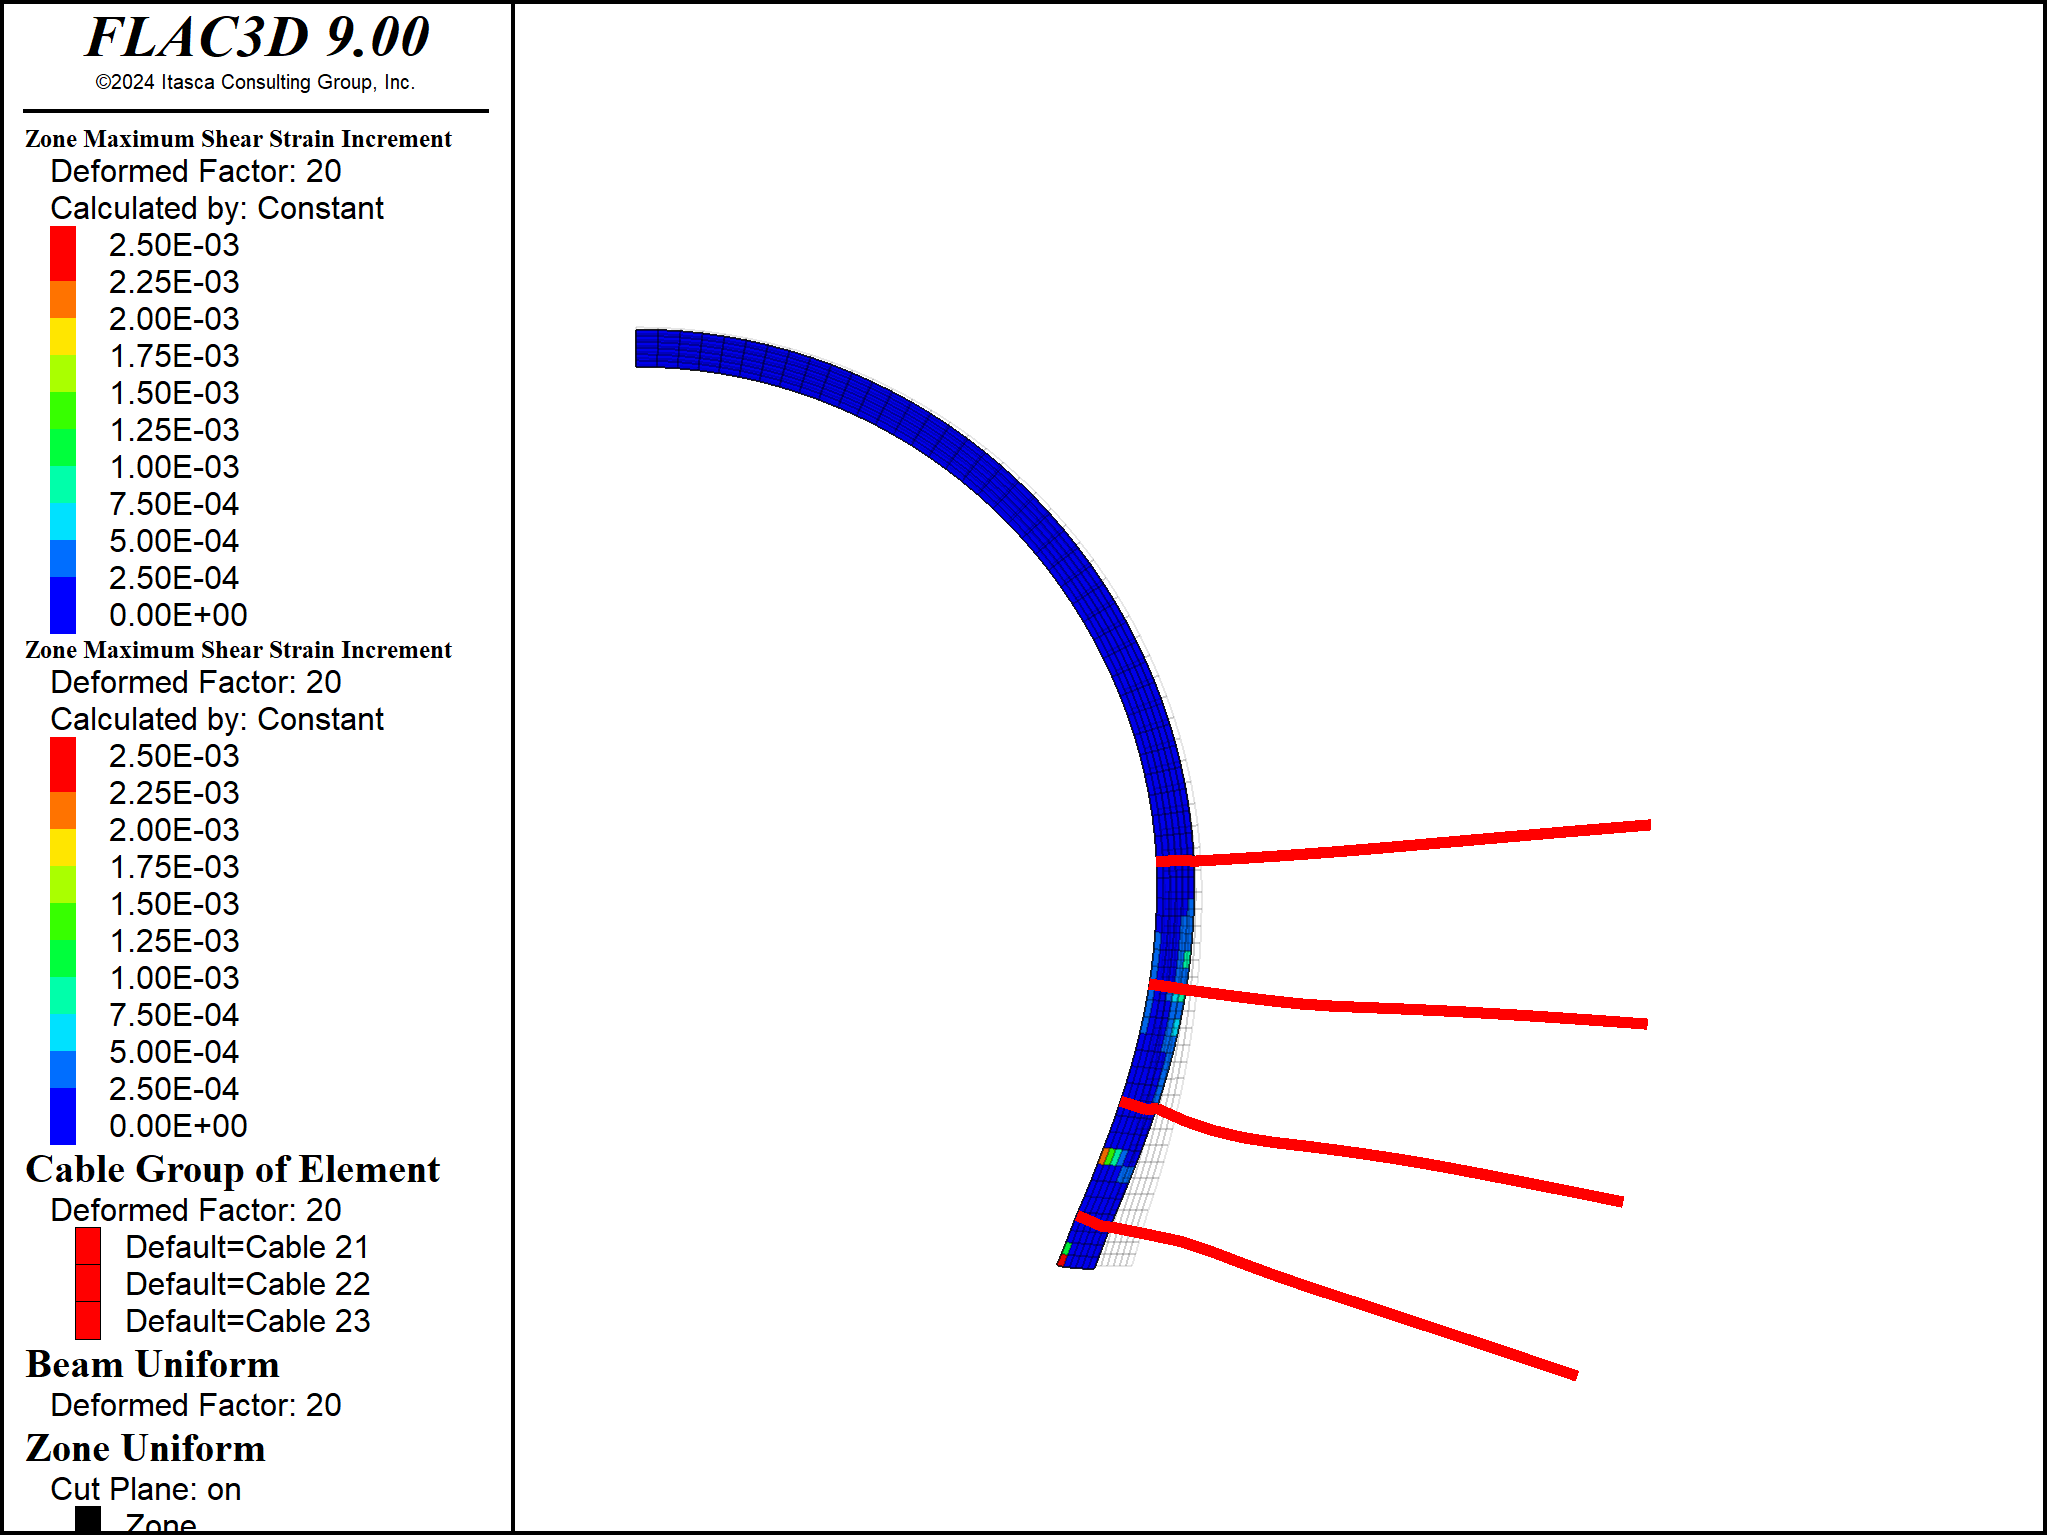 FLAC3D 9.00
©2024 Itasca Consulting Group, Inc.
Zone Maximum Shear Strain Increment
Deformed Factor: 20
Calculated by: Constant
2.50E-03
2.25E-03
2.00E-03
1.75E-03
1.50E-03
1.25E-03
1.00E-03
7.50E-04
5.00E-04
2.50E-04
0.00E+00
Zone Maximum Shear Strain Increment
Deformed Factor: 20
Calculated by: Constant
2.50E-03
2.25E-03
2.00E-03
1.75E-03
1.50E-03
1.25E-03
1.00E-03
7.50E-04
5.00E-04
2.50E-04
0.00E+00
Cable Group of Element
Deformed Factor: 20
Default=Cable 21
Default=Cable 22
Default=Cable 23
Beam Uniform
Deformed Factor: 20
Zone Uniform
Cut Plane: on
Zone